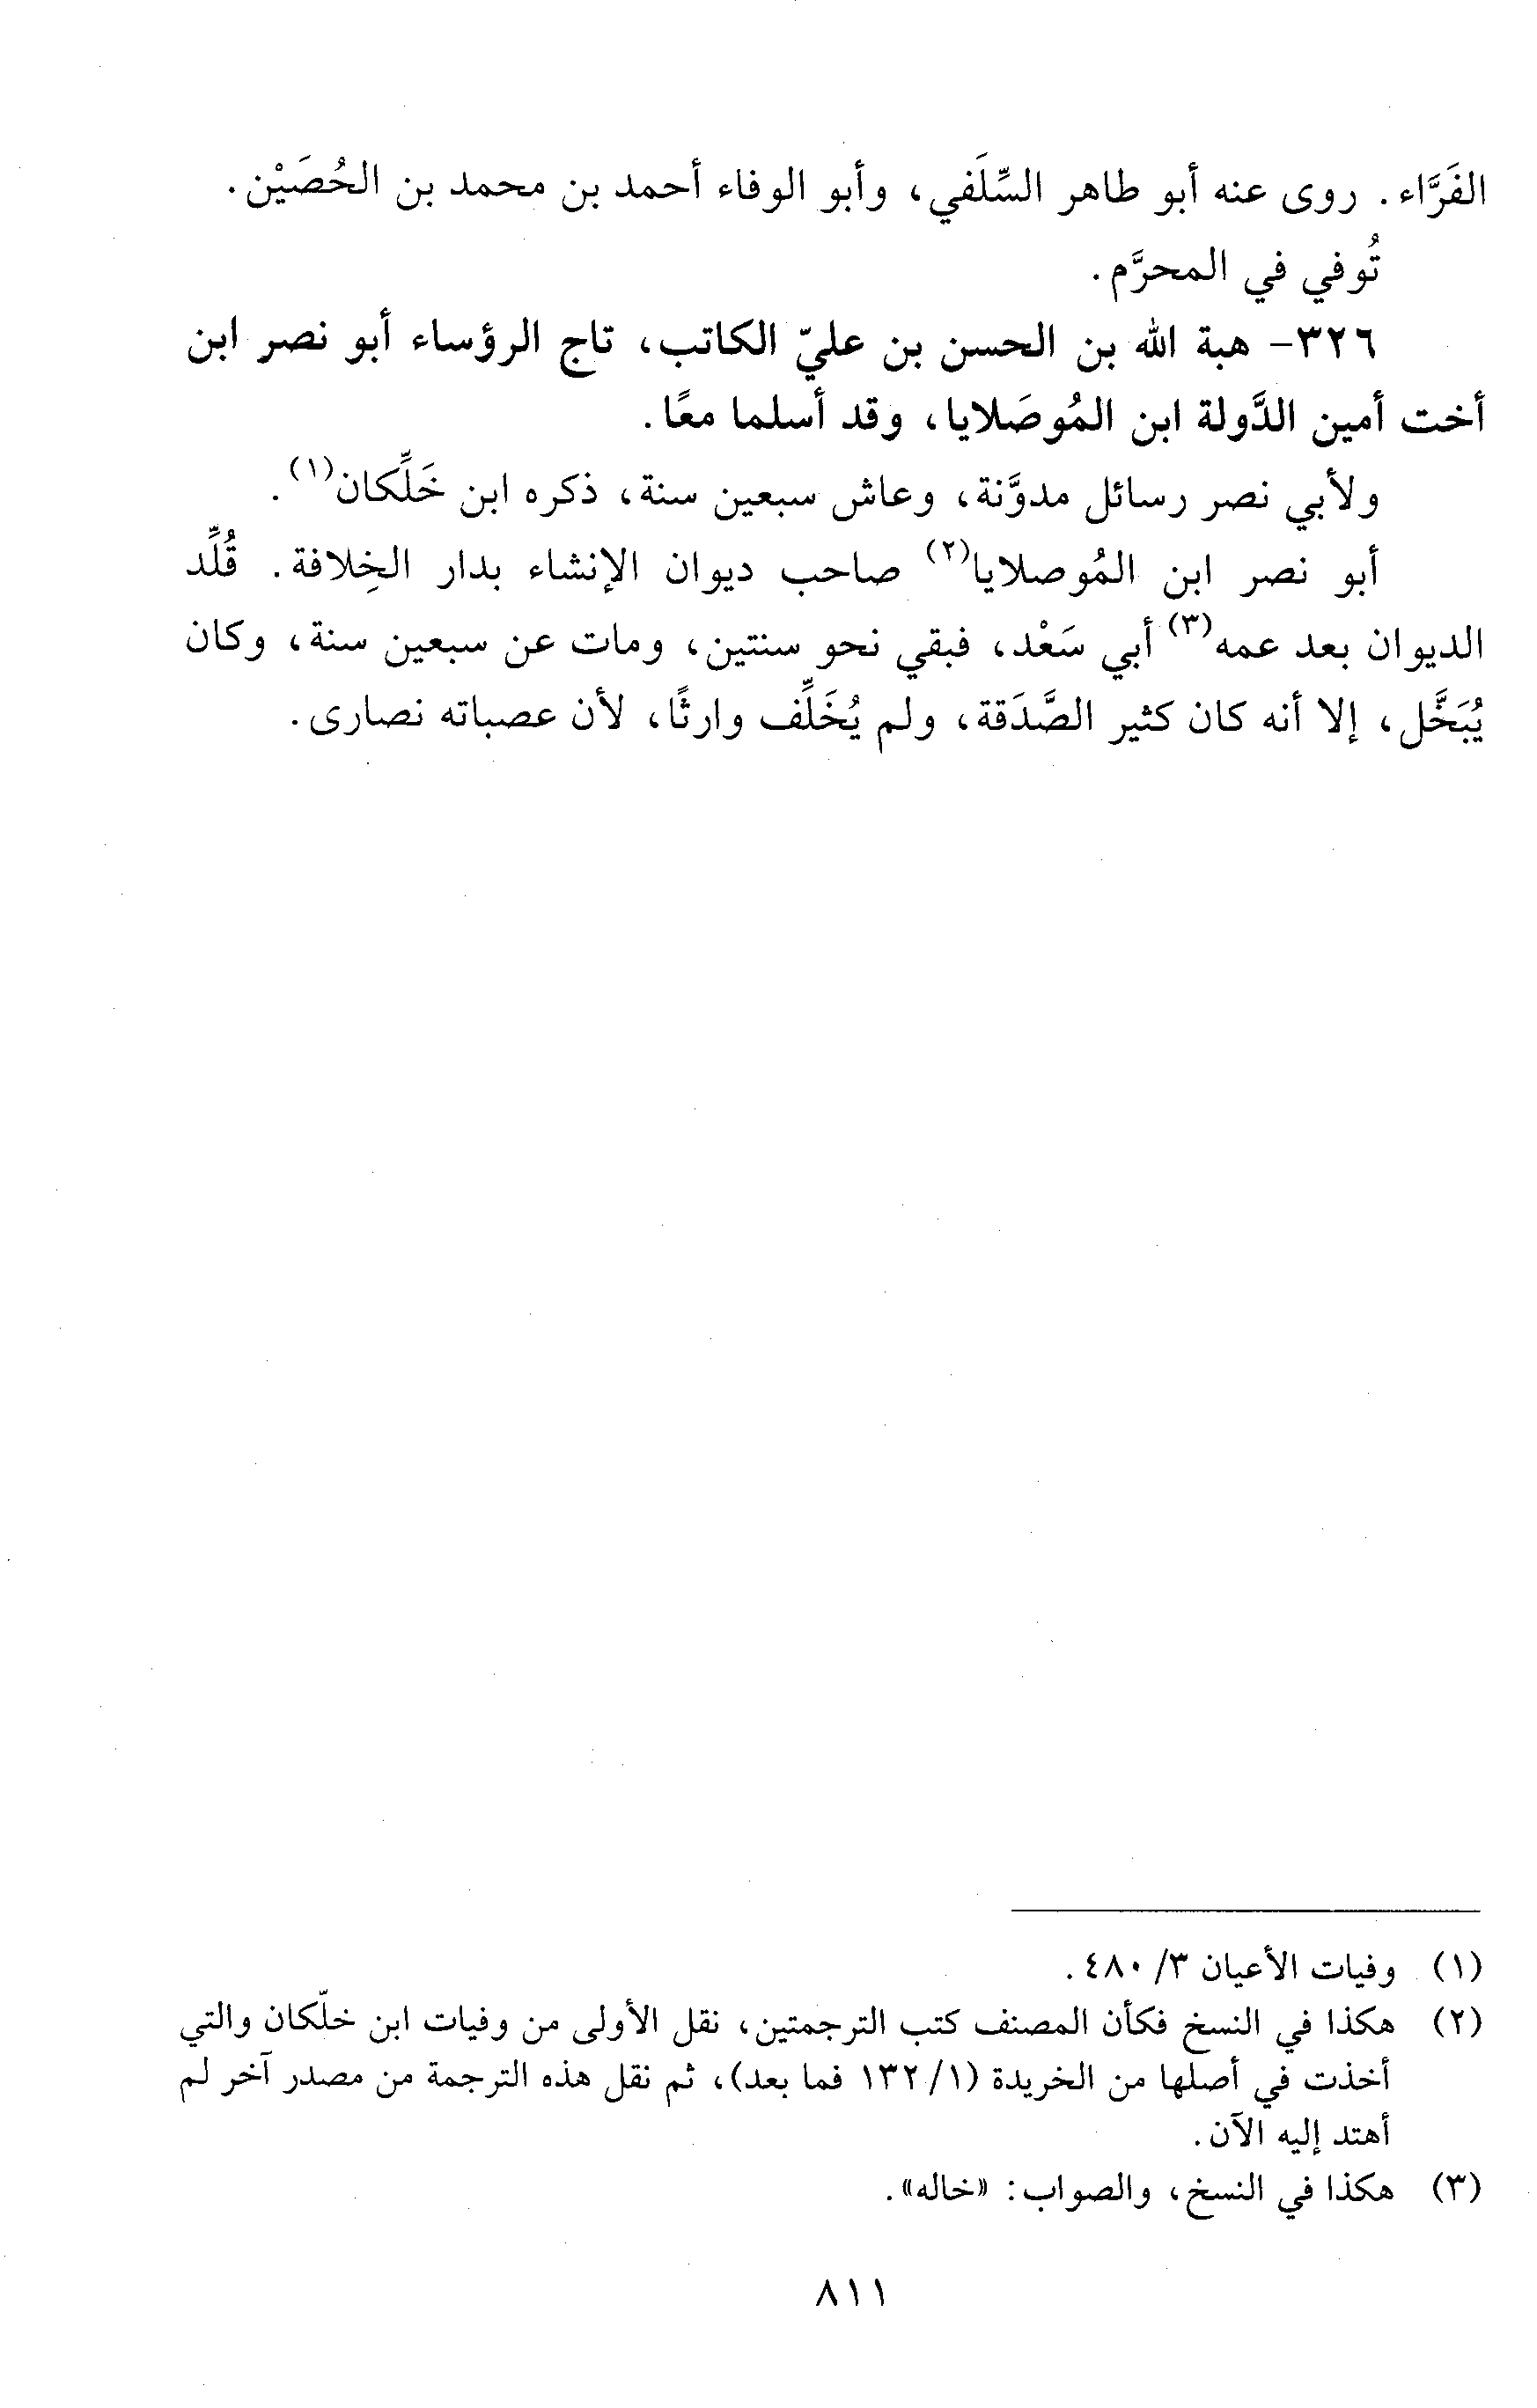 الفَرَّاء. روى عنه أبو طاهر السِّلَفي، وأبو الوفاء أحمد بن محمد بن الحُصَيْن.
تُوفي في المحرَّم.
٣٢٦- هبة الله بن الحسن بن عليّ الكاتب، تاج الرؤساء أبو نصر ابن
أخت أمين الدَّولة ابن المُوصَلايا، وقد أسلما معًا.
ولأبي نصر رسائل مدوَّنة، وعاش سبعين سنة، ذكره ابن خَلِّكان(١).
أبو نصر ابن المُوصلايا(٢) صاحب ديوان الإنشاء بدار الخِلافة. قُلِّد
الديوان بعد عمه(٣) أبي سَعْد، فبقي نحو سنتين، ومات عن سبعين سنة، وكان
يُبَخَّل، إلا أنه كان كثير الصَّدَقة، ولم يُخَلِّف وارثًا، لأن عصباته نصارى.
(١) وفيات الأعيان ٣/ ٤٨٠.
(٢) هكذا في النسخ فكأن المصنف كتب الترجمتين، نقل الأولى من وفيات ابن خلّكان والتي
أخذت في أصلها من الخريدة (١/ ١٣٢ فما بعد)، ثم نقل هذه الترجمة من مصدر آخر لم
أهتد إليه الآن.
(٣) هكذا في النسخ، والصواب: «خاله».
٨١١